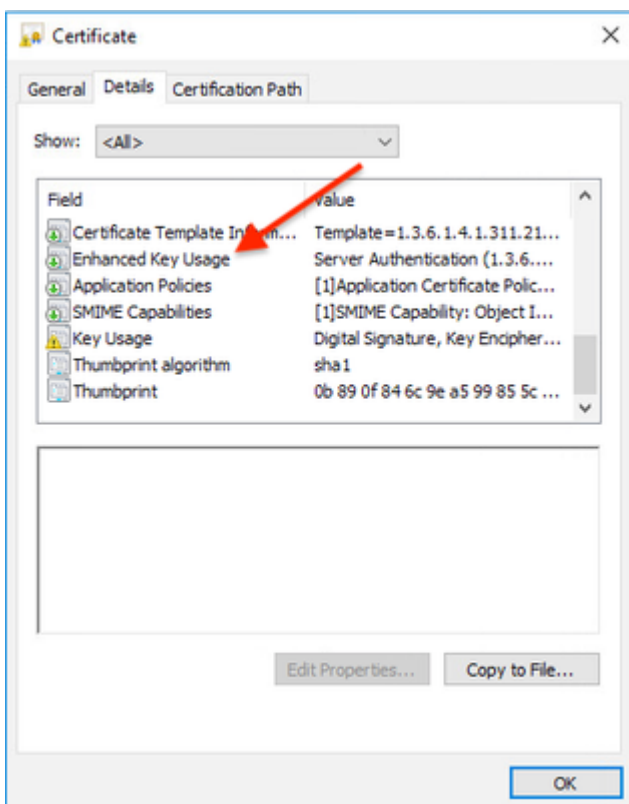 Certificate
General Details Certification Path
Show: <All>
Field Value
Certificate Template Inform... Template=1.3.6.1.4.1.311.21...
Enhanced Key Usage Server Authentication (1.3.6....
Application Policies [1]Application Certificate Polic...
SMIME Capabilities [1]SMIME Capability: Object I...
Key Usage Digital Signature, Key Encipher...
Thumbprint algorithm sha1
Thumbprint 0b 89 0f 84 6c 9e a5 99 85 5c ...
Edit Properties... Copy to File...
OK